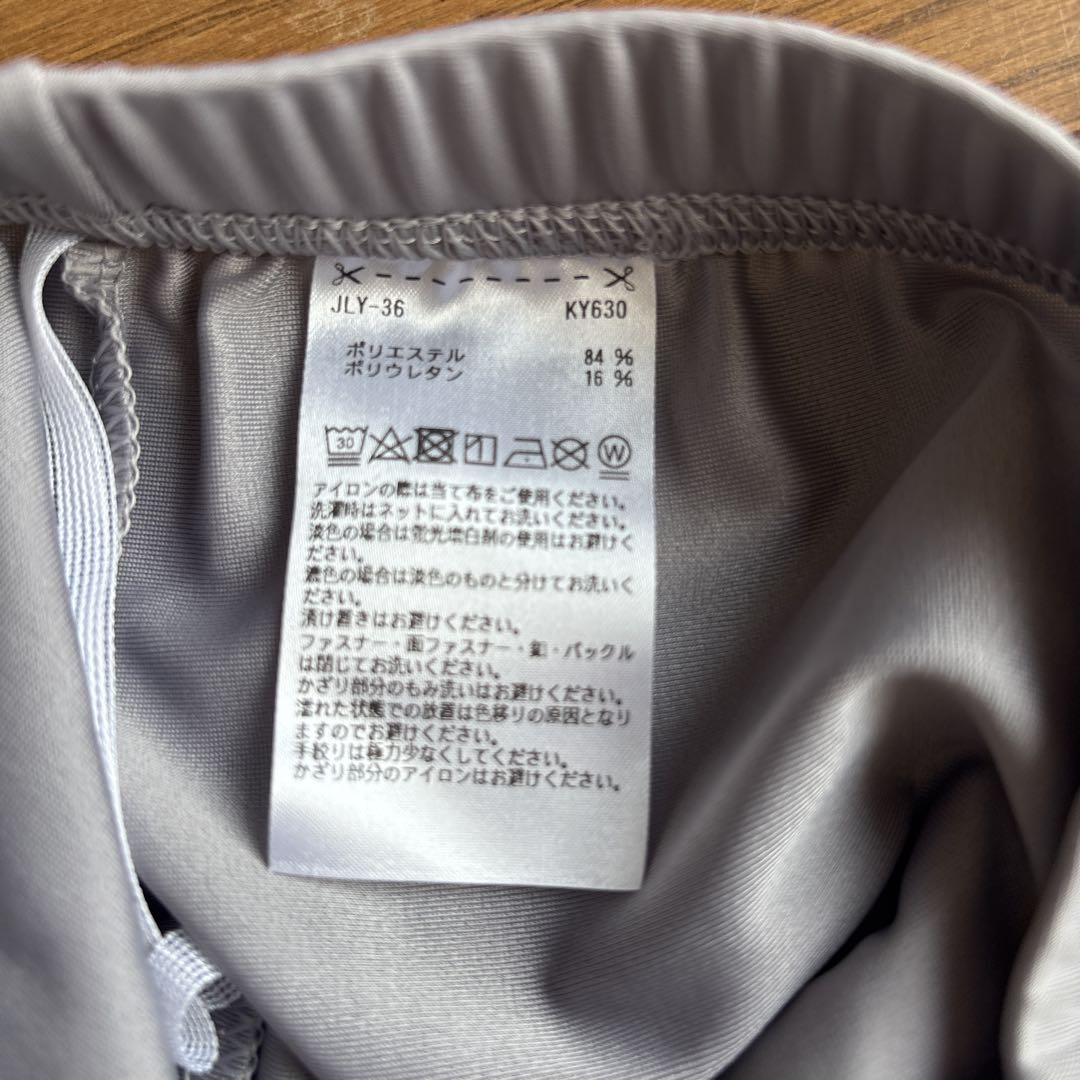 JLY-36 KY630
ポリエステル 84 %
ポリウレタン 16 %
30 W
アイロンの際は当て布をご使用ください。
洗濯時はネットに入れてお洗いください。
淡色の場合は蛍光増白剤の使用はお避けく
ださい。
濃色の場合は淡色のものと分けてお洗いく
ださい。
漬け置きはお避けください。
ファスナー・面ファスナー・釦・バックル
は閉じてお洗いください。
かざり部分のもみ洗いはお避けください。
濡れた状態での放置は色移りの原因となり
ますのでお避けください。
手絞りは極力少なくしてください。
かざり部分のアイロンはお避けください。